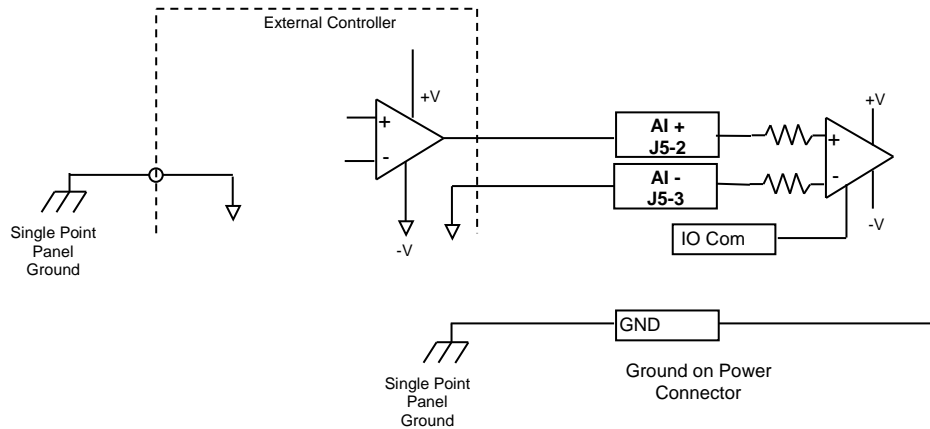 External Controller
+V
+
-
-V
AI +
J5-2
AI -
J5-3
+
-
+V
-V
IO Com
Single Point
Panel
Ground
GND
Single Point
Panel
Ground
Ground on Power
Connector